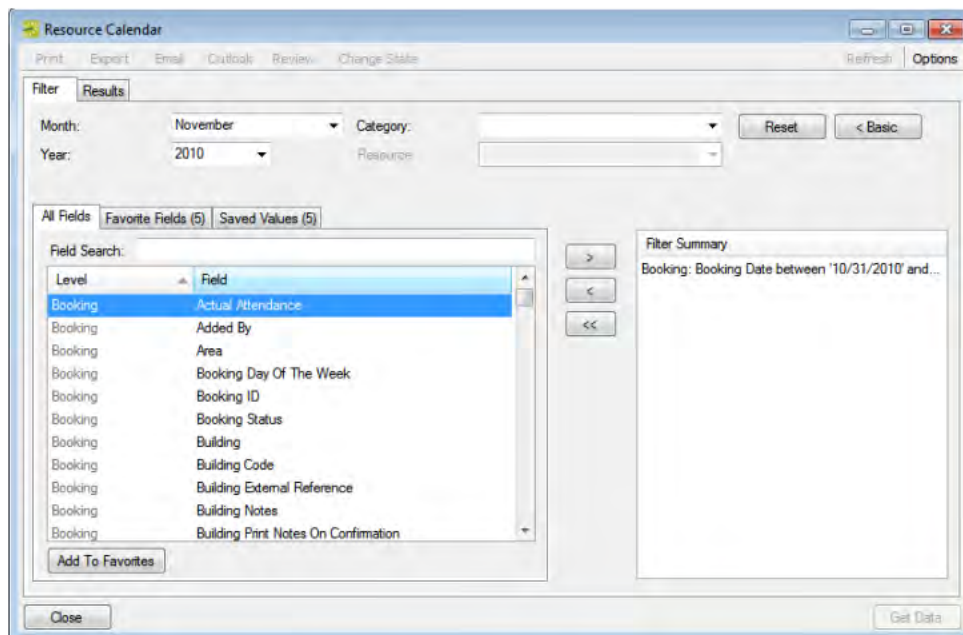 Resource Calendar
Print Export Email Outlook Review Change State Refresh Options
Filter Results
Month: November Category: Reset < Basic
Year: 2010 Resource:
All Fields Favorite Fields (5) Saved Values (5)
Field Search: > Filter Summary
Level Field < Booking: Booking Date between '10/31/2010' and...
Booking Actual Attendance <<
Booking Added By
Booking Area
Booking Booking Day Of The Week
Booking Booking ID
Booking Booking Status
Booking Building
Booking Building Code
Booking Building External Reference
Booking Building Notes
Booking Building Print Notes On Confirmation
Add To Favorites
Close Get Data